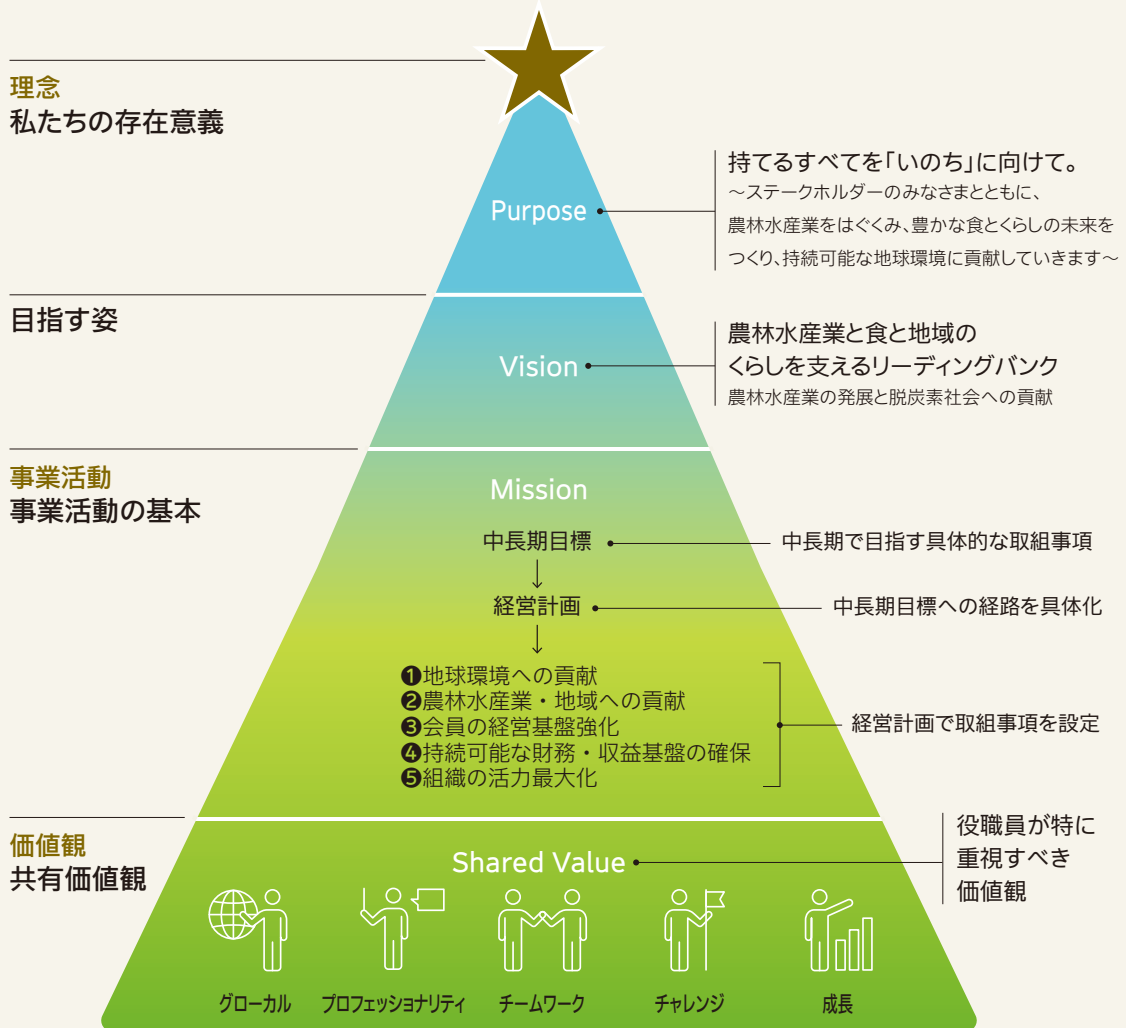 理念
私たちの存在意義
Purpose
持てるすべてを「いのち」に向けて。
~ステークホルダーのみなさまとともに、
農林水産業をはぐくみ、豊かな食とくらしの未来を
つくり、持続可能な地球環境に貢献していきます~
目指す姿
Vision
農林水産業と食と地域の
くらしを支えるリーディングバンク
農林水産業の発展と脱炭素社会への貢献
事業活動
事業活動の基本
Mission
中長期目標
中長期で目指す具体的な取組事項
↓
経営計画
中長期目標への経路を具体化
↓
❶地球環境への貢献
❷農林水産業・地域への貢献
❸会員の経営基盤強化
❹持続可能な財務・収益基盤の確保
❺組織の活力最大化
経営計画で取組事項を設定
価値観
共有価値観
Shared Value
役職員が特に
重視すべき
価値観
グローカル
プロフェッショナリティ
チームワーク
チャレンジ
成長